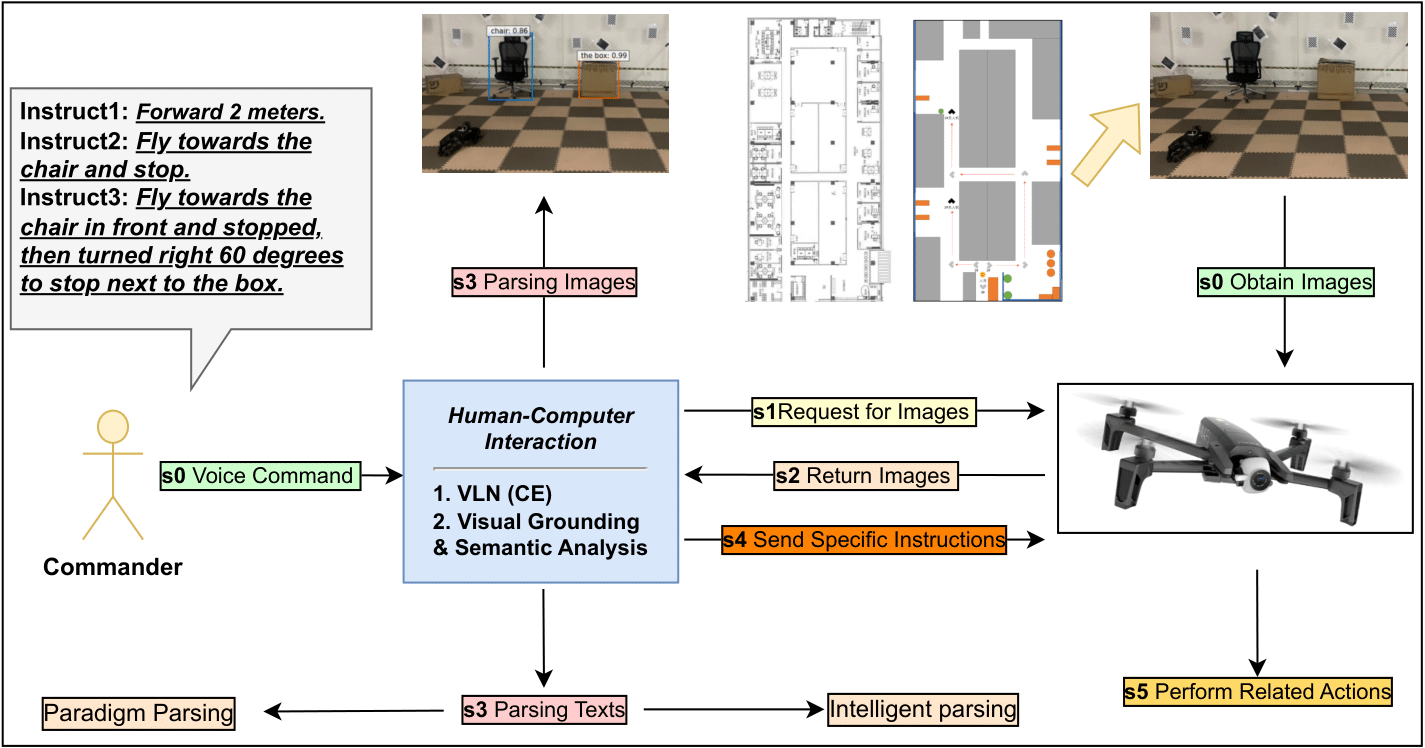 chair: 0.86
the box: 0.99
Instruct1: Forward 2 meters.
Instruct2: Fly towards the
chair and stop.
Instruct3: Fly towards the
chair in front and stopped,
then turned right 60 degrees
to stop next to the box.
s3 Parsing Images
s0 Obtain Images
Human-Computer
Interaction
1. VLN (CE)
2. Visual Grounding
& Semantic Analysis
s1Request for Images
s2 Return Images
s4 Send Specific Instructions
s0 Voice Command
Commander
s5 Perform Related Actions
Paradigm Parsing
s3 Parsing Texts
Intelligent parsing